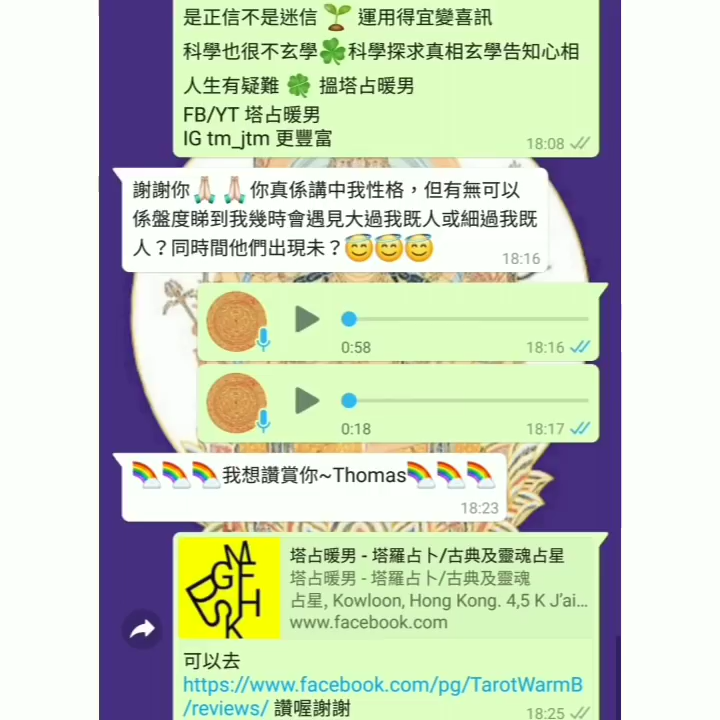 是正信不是迷信🌱運用得宜變喜訊
科學也很不玄學🍀科學探求真相玄學告知心相
人生有疑難 🍀 搵塔占暖男
FB/YT 塔占暖男
IG tm_jtm 更豐富
18:08
謝謝你🙏🏻🙏🏻你真係講中我性格，但有無可以
係盤度睇到我幾時會遇見大過我既人或細過我既
人？同時間他們出現未？😇😇😇
18:16
0:58 18:16
0:18 18:17
🌈🌈🌈我想讚賞你~Thomas🌈🌈🌈
18:23
塔占暖男 - 塔羅占卜/古典及靈魂占星
塔占暖男 - 塔羅占卜/古典及靈魂
占星, Kowloon, Hong Kong. 4,5 K J'ai...
www.facebook.com
可以去
https://www.facebook.com/pg/TarotWarmB
/reviews/ 讚喔謝謝
18:25